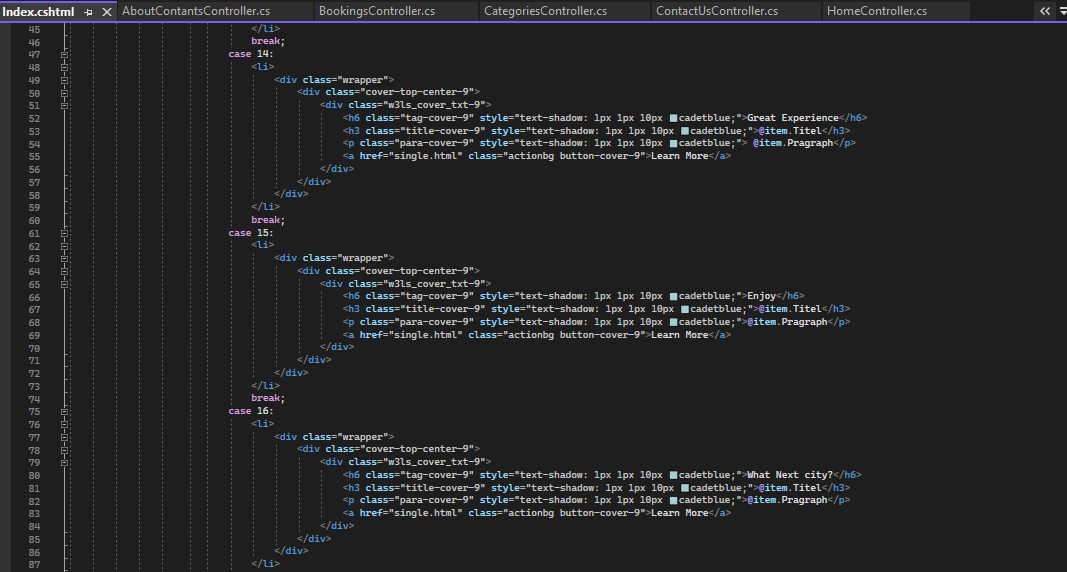 Index.cshtml AboutContantsController.cs BookingsController.cs CategoriesController.cs ContactUsController.cs HomeController.cs
45 </li>
46 break;
47 case 14:
48 <li>
49 <div class="wrapper">
50 <div class="cover-top-center-9">
51 <div class="w3ls_cover_txt-9">
52 <h6 class="tag-cover-9" style="text-shadow: 1px 1px 10px cadetblue;">Great Experience</h6>
53 <h3 class="title-cover-9" style="text-shadow: 1px 1px 10px cadetblue;">@item.Titel</h3>
54 <p class="para-cover-9" style="text-shadow: 1px 1px 10px cadetblue;"> @item.Pragraph</p>
55 <a href="single.html" class="actionbg button-cover-9">Learn More</a>
56 </div>
57 </div>
58 </div>
59 </li>
60 break;
61 case 15:
62 <li>
63 <div class="wrapper">
64 <div class="cover-top-center-9">
65 <div class="w3ls_cover_txt-9">
66 <h6 class="tag-cover-9" style="text-shadow: 1px 1px 10px cadetblue;">Enjoy</h6>
67 <h3 class="title-cover-9" style="text-shadow: 1px 1px 10px cadetblue;">@item.Titel</h3>
68 <p class="para-cover-9" style="text-shadow: 1px 1px 10px cadetblue;">@item.Pragraph</p>
69 <a href="single.html" class="actionbg button-cover-9">Learn More</a>
70 </div>
71 </div>
72 </div>
73 </li>
74 break;
75 case 16:
76 <li>
77 <div class="wrapper">
78 <div class="cover-top-center-9">
79 <div class="w3ls_cover_txt-9">
80 <h6 class="tag-cover-9" style="text-shadow: 1px 1px 10px cadetblue;">What Next city?</h6>
81 <h3 class="title-cover-9" style="text-shadow: 1px 1px 10px cadetblue;">@item.Titel</h3>
82 <p class="para-cover-9" style="text-shadow: 1px 1px 10px cadetblue;">@item.Pragraph</p>
83 <a href="single.html" class="actionbg button-cover-9">Learn More</a>
84 </div>
85 </div>
86 </div>
87 </li>